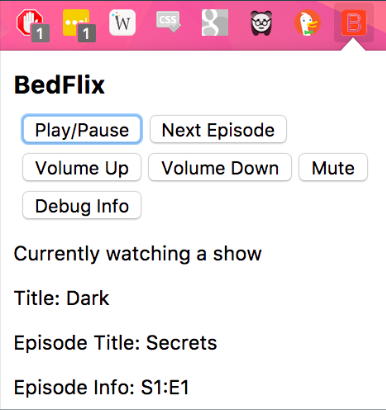 1 1 W CSS g B
BedFlix
Play/Pause Next Episode
Volume Up Volume Down Mute
Debug Info
Currently watching a show
Title: Dark
Episode Title: Secrets
Episode Info: S1:E1